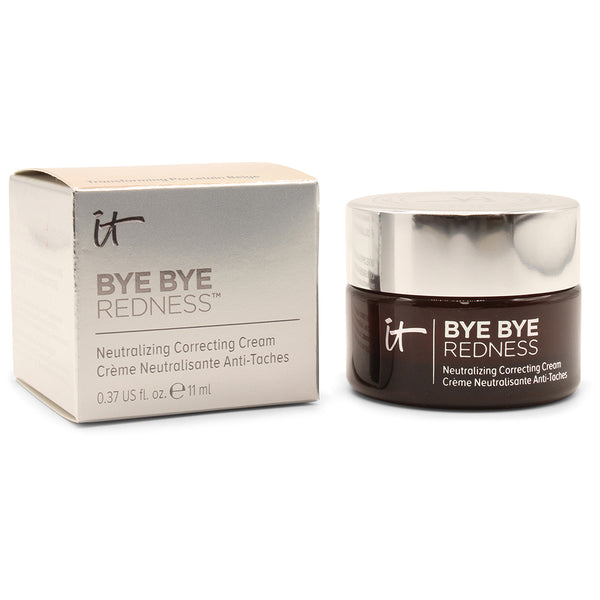 Transforming Porcelain Beige
it
BYE BYE
REDNESS™
Neutralizing Correcting Cream
Crème Neutralisante Anti-Taches
0.37 US fl. oz. ℮ 11 ml
it
BYE BYE
REDNESS
Neutralizing Correcting Cream
Crème Neutralisante Anti-Taches